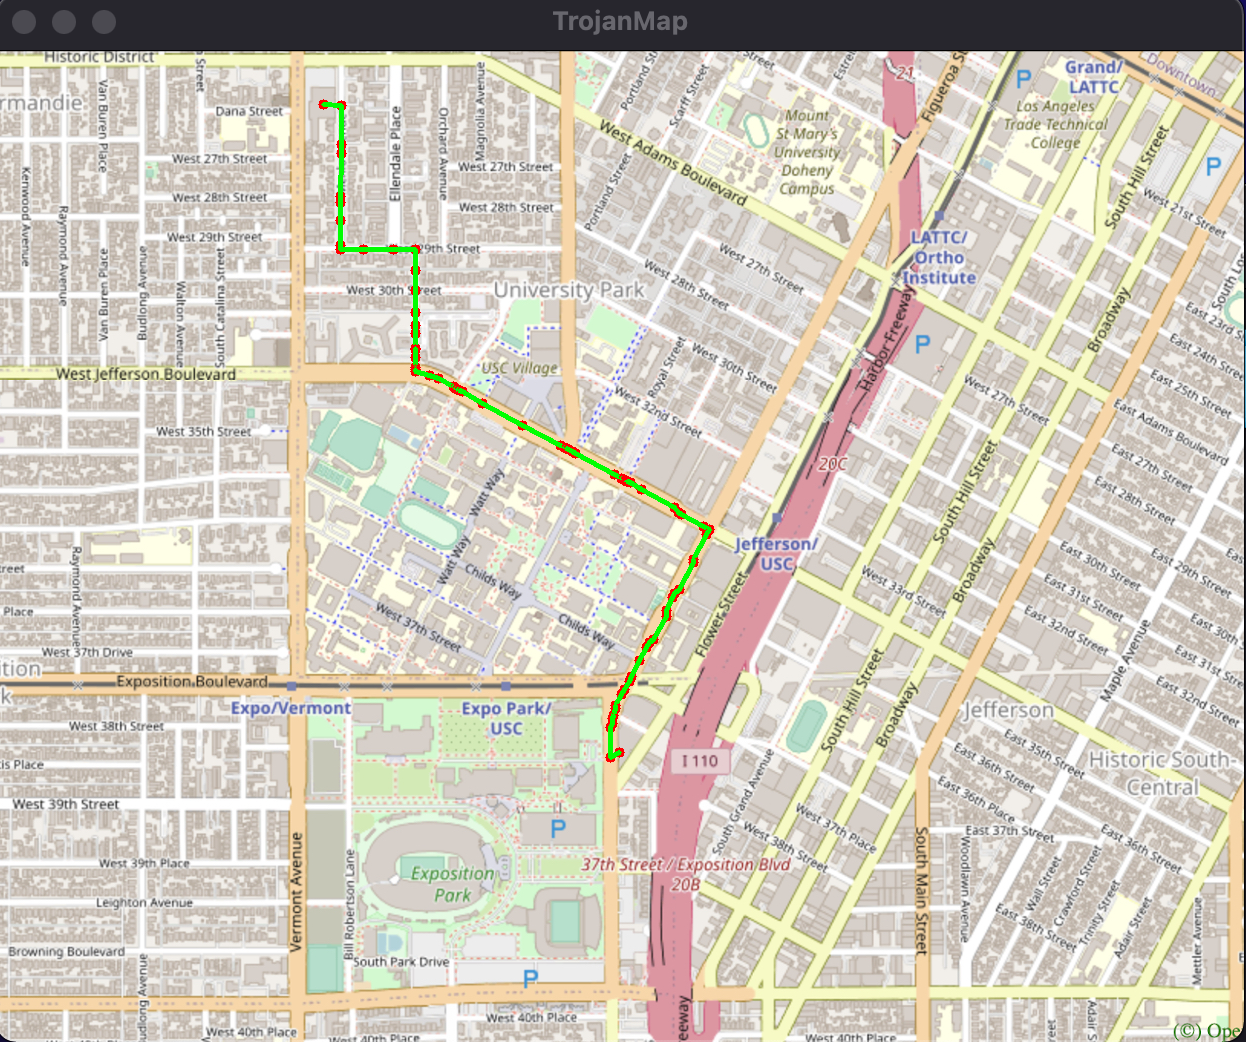 TrojanMap
Historic District
Street
Portland St
Scarff Street
Estre
21
Figueroa S
P
Grand/
LATTC
Downtown
rmandie
Van Buren Place
Dana Street
Ellendale Place
Orchard Avenue
Magnolia Avenue
Mount
St Mary's
University
Doheny
Campus
Los Angeles
Trade Technical
College
West Adams Boulevard
South Hill Street
P
West 27th Street
West 27th Street
Kenwood Avenue
West 28th Street
West 28th Street
Portland Street
West 21st Street
Raymond Avenue
West 29th Street
29th Street
West 27th Street
LATTC/
Ortho
Institute
Van Buren Place
Budlong Avenue
Walton Avenue
South Catalina Street
West 30th Street
University Park
West 28th Street
Harbor Freeway
P
Broadway
South Lo
East 23rd Stre
East 24th Stree
West Jefferson Boulevard
USC Village
Royal Street
West 30th Street
West 27th Street
East 25th Street
West 32nd Street
East Adams Boulevard
West 35th Street
20C
South Hill Street
East 27th Street
East 28th Street
Watt Way
Jefferson/
USC
Watt Way
Childs Way
West 33rd Street
Broadway
East 30th Street
East 29th Street
treet
Raymond Avenue
Place
West 37th Street
Childs Way
Flower Street
East 31st Street
East 32nd Street
East 30th
East 31st Stre
Maple Avenue
West 37th Drive
ition
k
Exposition Boulevard
East 32nd Street
Expo/Vermont
Expo Park/
USC
South Hill Street
Broadway
Jefferson
West 38th Street
East 35th Street
East 36th Street
I 110
is Place
South Grand Avenue
Historic South-
Central
East 36th Place
West 39th Street
P
West 37th Place
West 38th Street
East 37th Street
East 36th Street
Vermont Avenue
Bill Robertson Lane
West 39th Place
Exposition
Park
37th Street / Exposition Blvd
20B
South Main Street
Woodlawn Avenue
Wall Street
Crawford Street
Trinity Street
Adair Street
Leighton Avenue
East 38th Street
Mettler Avenue
Browning Boulevard
South Park Drive
P
udlong Avenue
West 40th Place
West 40th Place
West 40th Place
West 40th Place
eeway
Adair S
(©) Ope